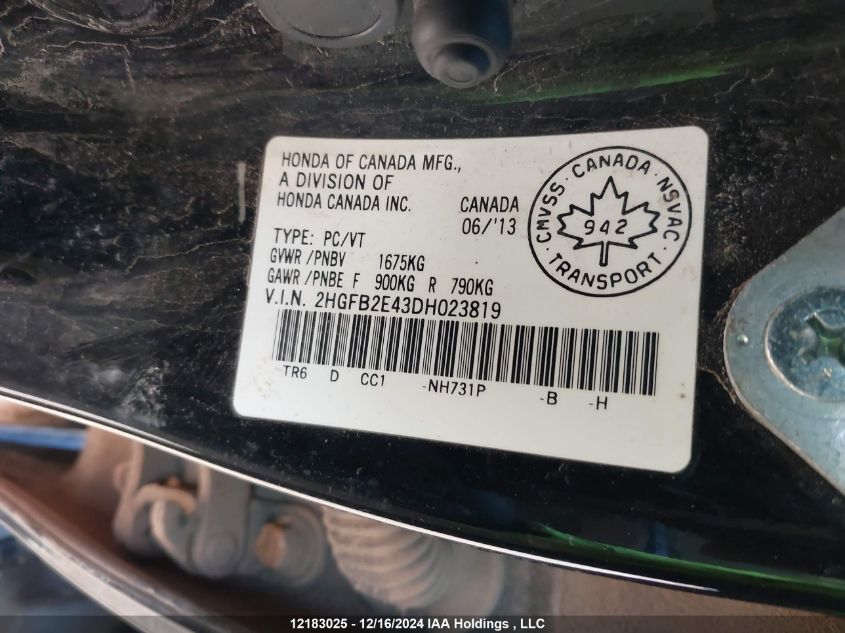 HONDA OF CANADA MFG.,
A DIVISION OF
HONDA CANADA INC. CANADA
06/'13
TYPE: PC/VT
GVWR/PNBV 1675KG
GAWR/PNBE F 900KG R 790KG
V.I.N. 2HGFB2E43DH023819
-TR6 D CC1 -NH731P -B -H
CMVSS · CANADA · NSVAC
942
TRANSPORT
12183025 - 12/16/2024 IAA Holdings , LLC